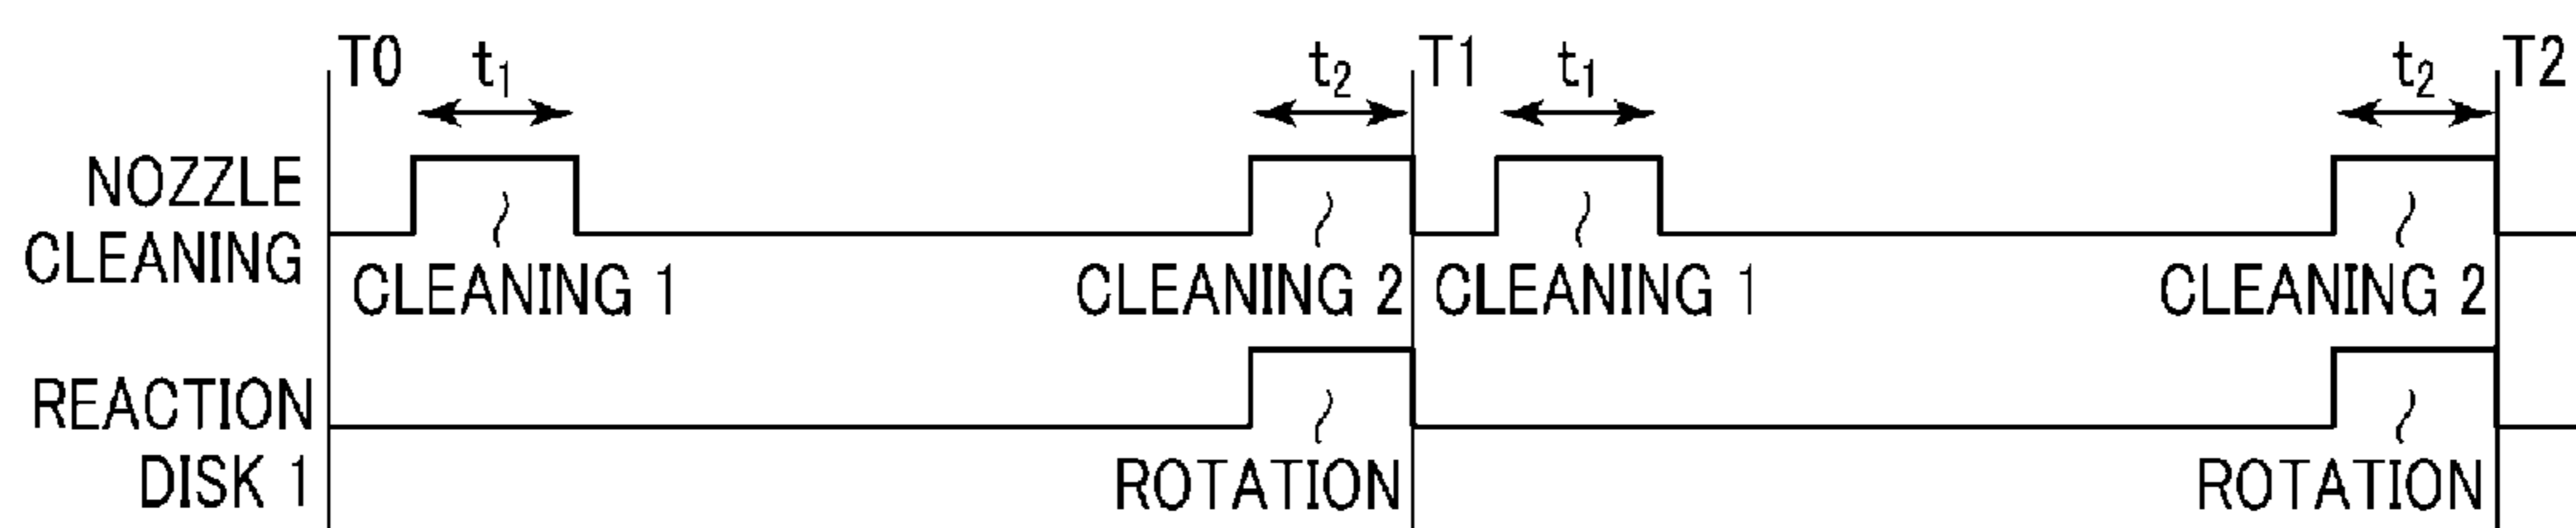 T0 t1 t2 T1 t1 t2 T2
NOZZLE
CLEANING
CLEANING 1 CLEANING 2 CLEANING 1 CLEANING 2
REACTION
DISK 1
ROTATION ROTATION